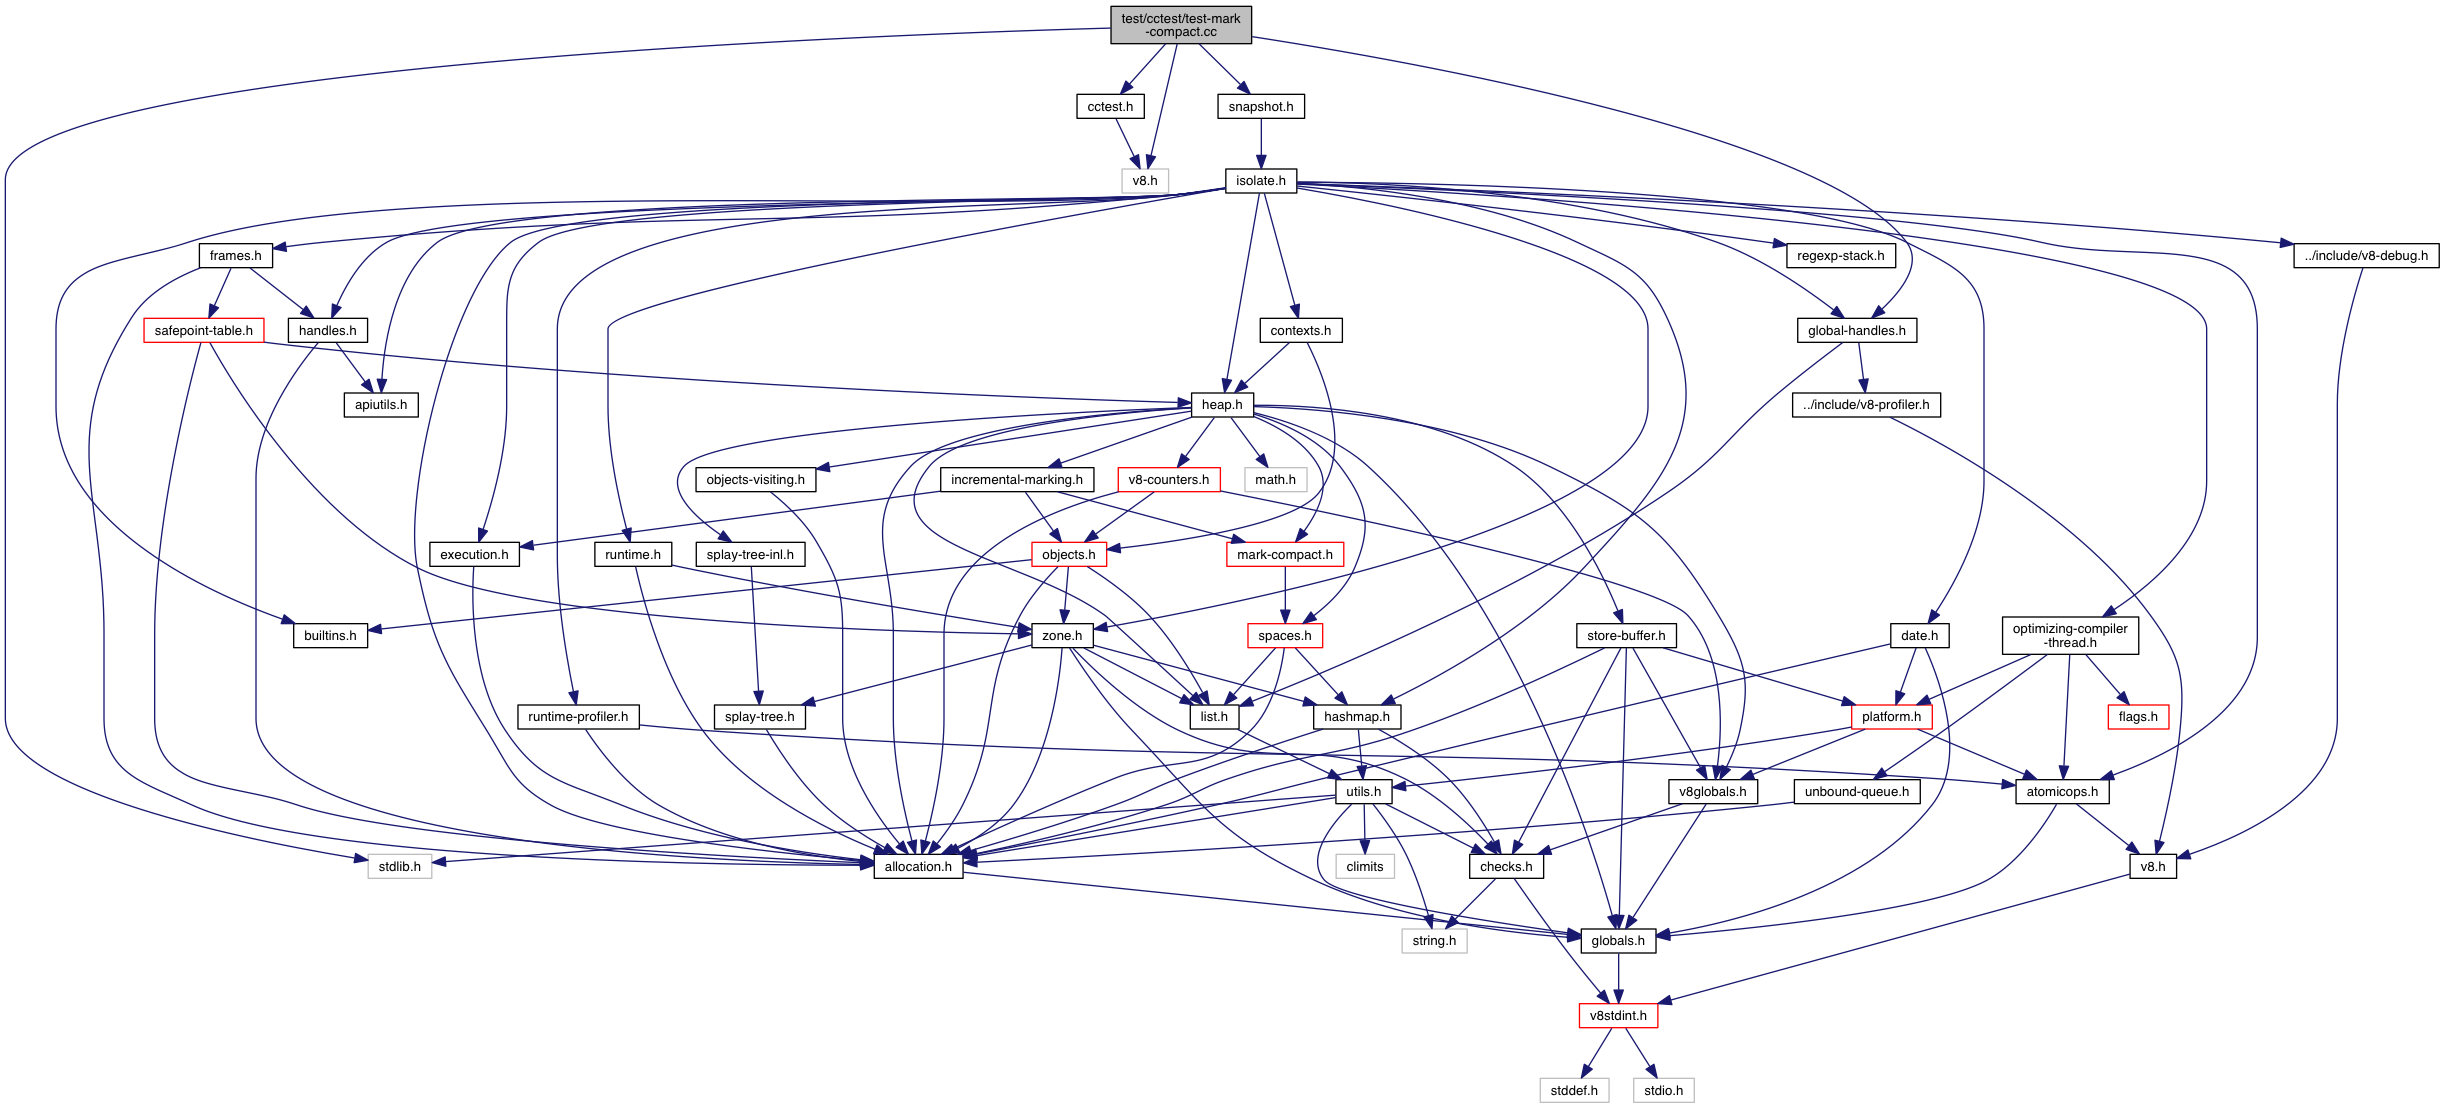 test/cctest/test-mark
-compact.cc
cctest.h
snapshot.h
v8.h
isolate.h
frames.h
regexp-stack.h
../include/v8-debug.h
safepoint-table.h
handles.h
contexts.h
global-handles.h
apiutils.h
heap.h
../include/v8-profiler.h
objects-visiting.h
incremental-marking.h
v8-counters.h
math.h
execution.h
runtime.h
splay-tree-inl.h
objects.h
mark-compact.h
builtins.h
zone.h
spaces.h
store-buffer.h
date.h
optimizing-compiler
-thread.h
runtime-profiler.h
splay-tree.h
list.h
hashmap.h
platform.h
flags.h
utils.h
v8globals.h
unbound-queue.h
atomicops.h
stdlib.h
allocation.h
climits
checks.h
v8.h
string.h
globals.h
v8stdint.h
stddef.h
stdio.h